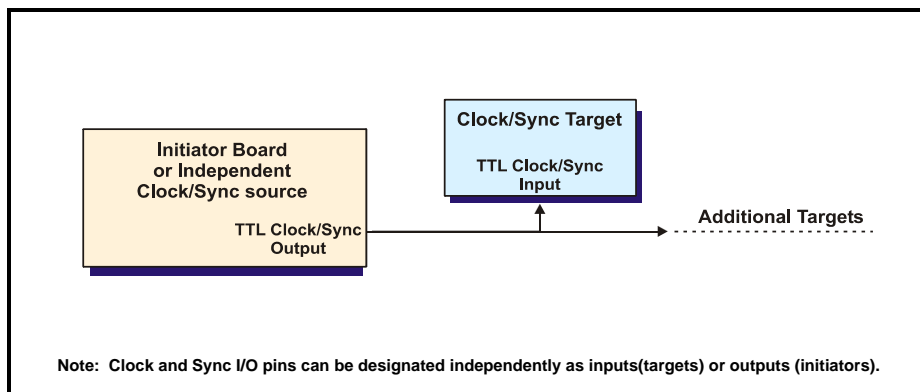 Initiator Board
or Independent
Clock/Sync source
TTL Clock/Sync
Output
Clock/Sync Target
TTL Clock/Sync
Input
Additional Targets
Note:  Clock and Sync I/O pins can be designated independently as inputs(targets) or outputs (initiators).